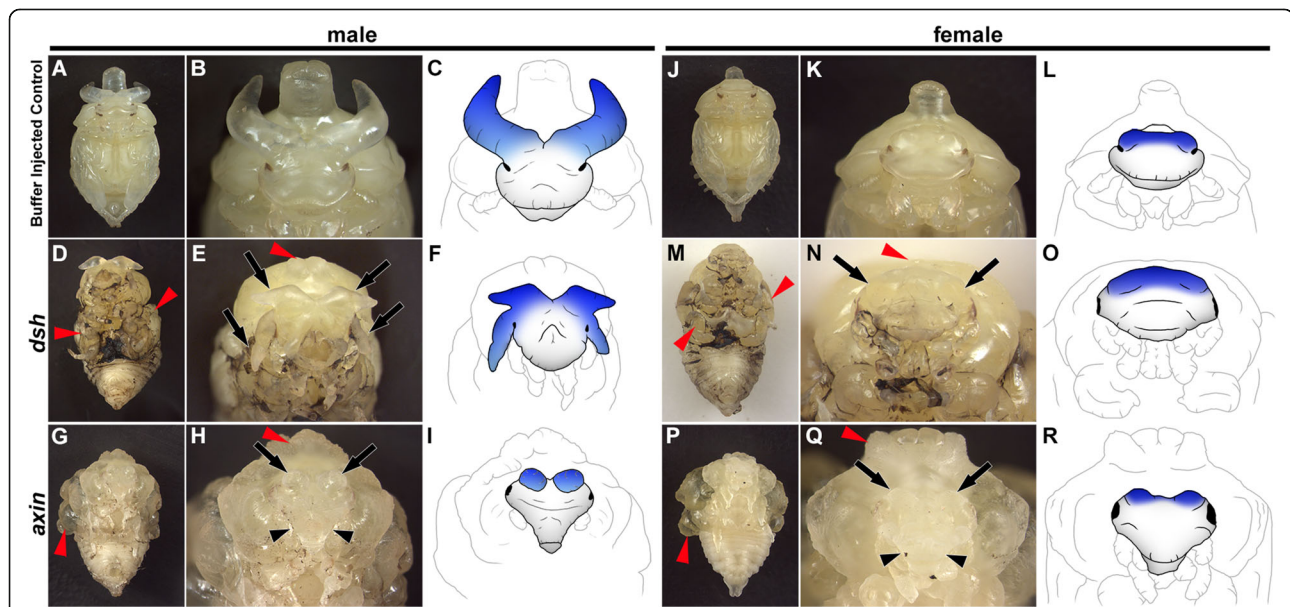 male female
Buffer Injected Control
A B C J K L
dsh
D E F M N O
axin
G H I P Q R